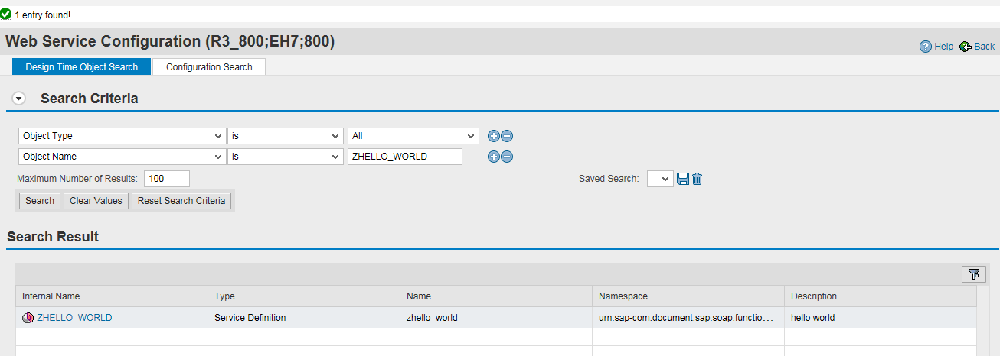 1 entry found!
Web Service Configuration (R3_800;EH7;800)
Help Back
Design Time Object Search Configuration Search
Search Criteria
Object Type is All
Object Name is ZHELLO_WORLD
Maximum Number of Results: 100 Saved Search:
Search Clear Values Reset Search Criteria
Search Result
Internal Name Type Name Namespace Description
ZHELLO_WORLD Service Definition zhello_world urn:sap-com:document:sap:soap:functio... hello world